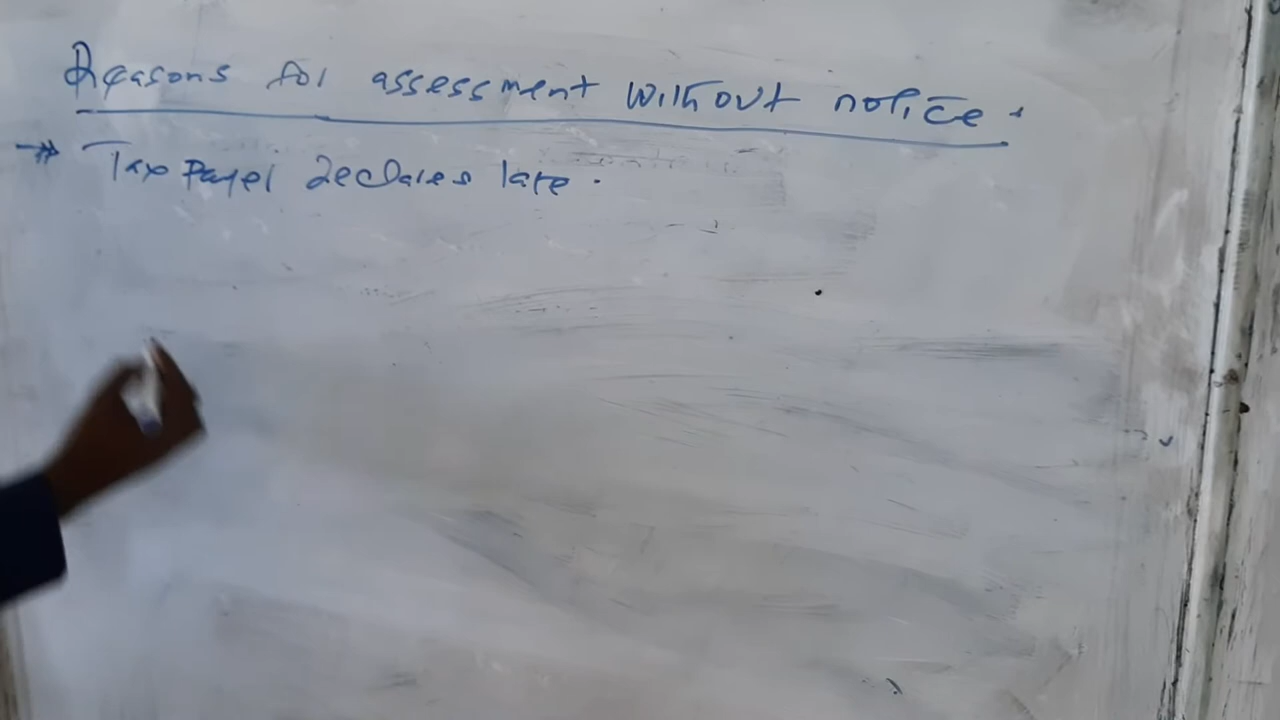 Reasons for assessment without notice.
Tax payer declares late.